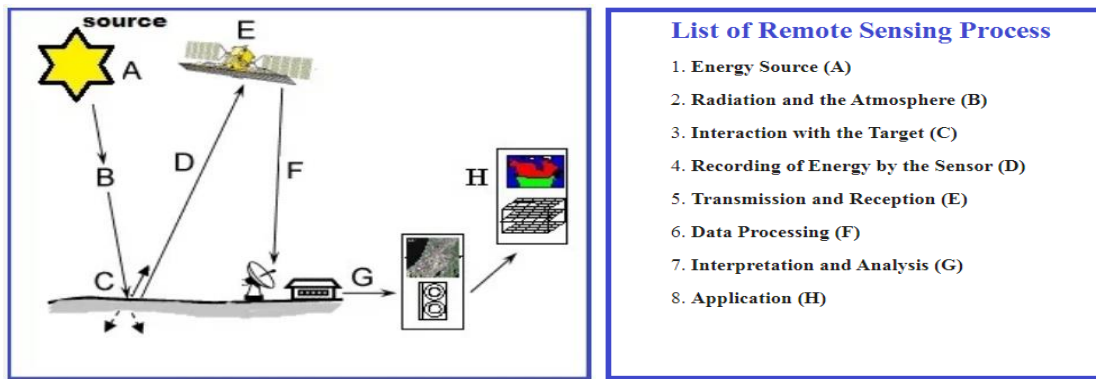 source
A
E
B
D
F
H
C
G
List of Remote Sensing Process
1. Energy Source (A)
2. Radiation and the Atmosphere (B)
3. Interaction with the Target (C)
4. Recording of Energy by the Sensor (D)
5. Transmission and Reception (E)
6. Data Processing (F)
7. Interpretation and Analysis (G)
8. Application (H)